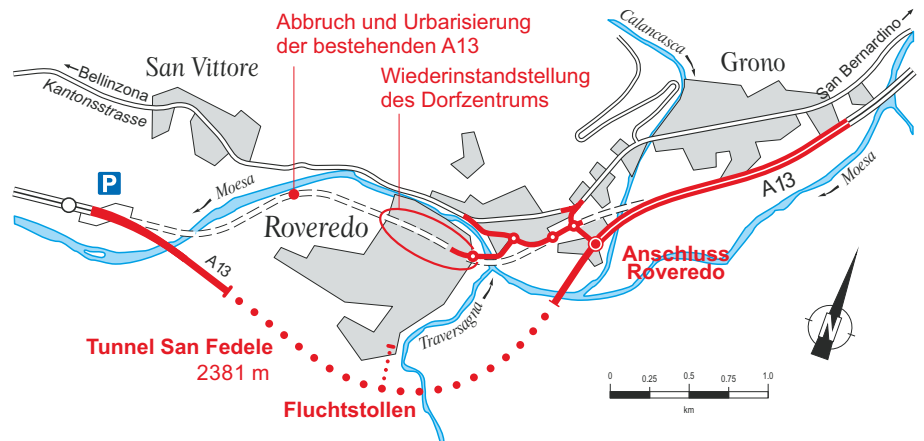 Abbruch und Urbarisierung
der bestehenden A13
Calancasca
San Bernardino
San Vittore
Grono
Bellinzona
Kantonsstrasse
Wiederinstandstellung
des Dorfzentrums
P
Moesa
A13
Moesa
Roveredo
A13
Anschluss
Roveredo
Traversagna
N
Tunnel San Fedele
2381 m
Fluchtstollen
0 0.25 0.5 0.75 1.0
km